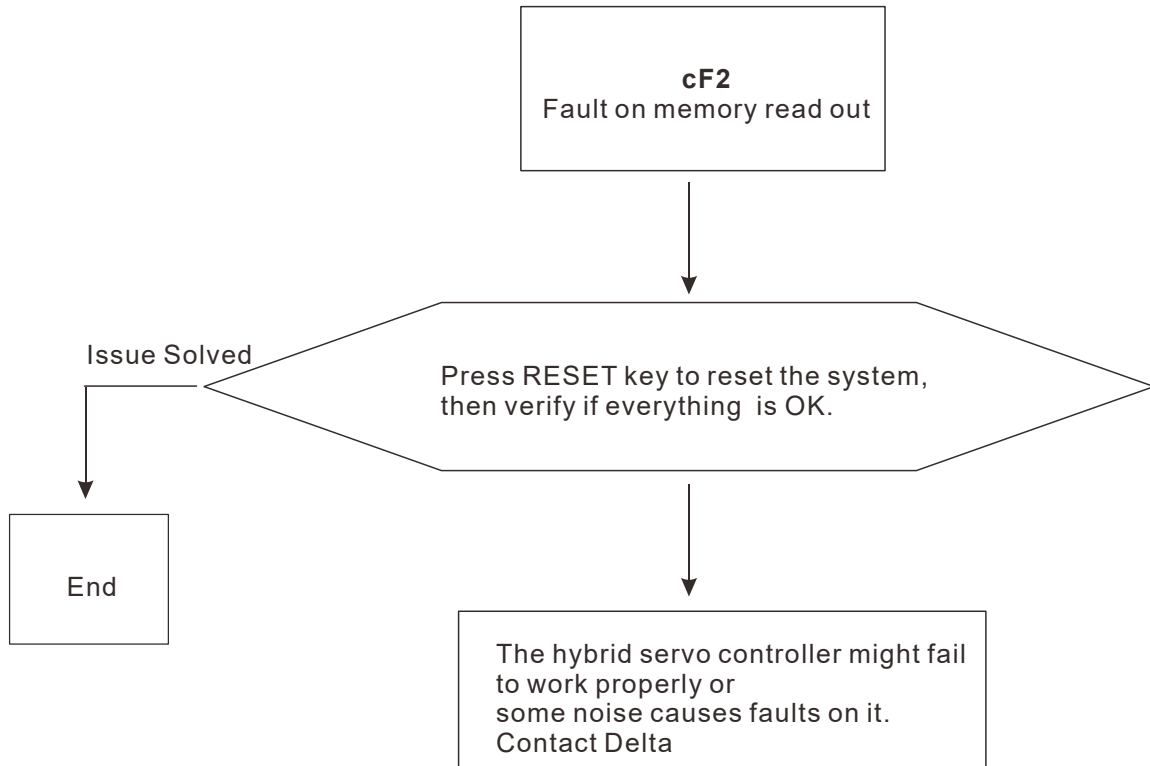 cF2
Fault on memory read out
Issue Solved
Press RESET key to reset the system,
then verify if everything is OK.
End
The hybrid servo controller might fail
to work properly or
some noise causes faults on it.
Contact Delta